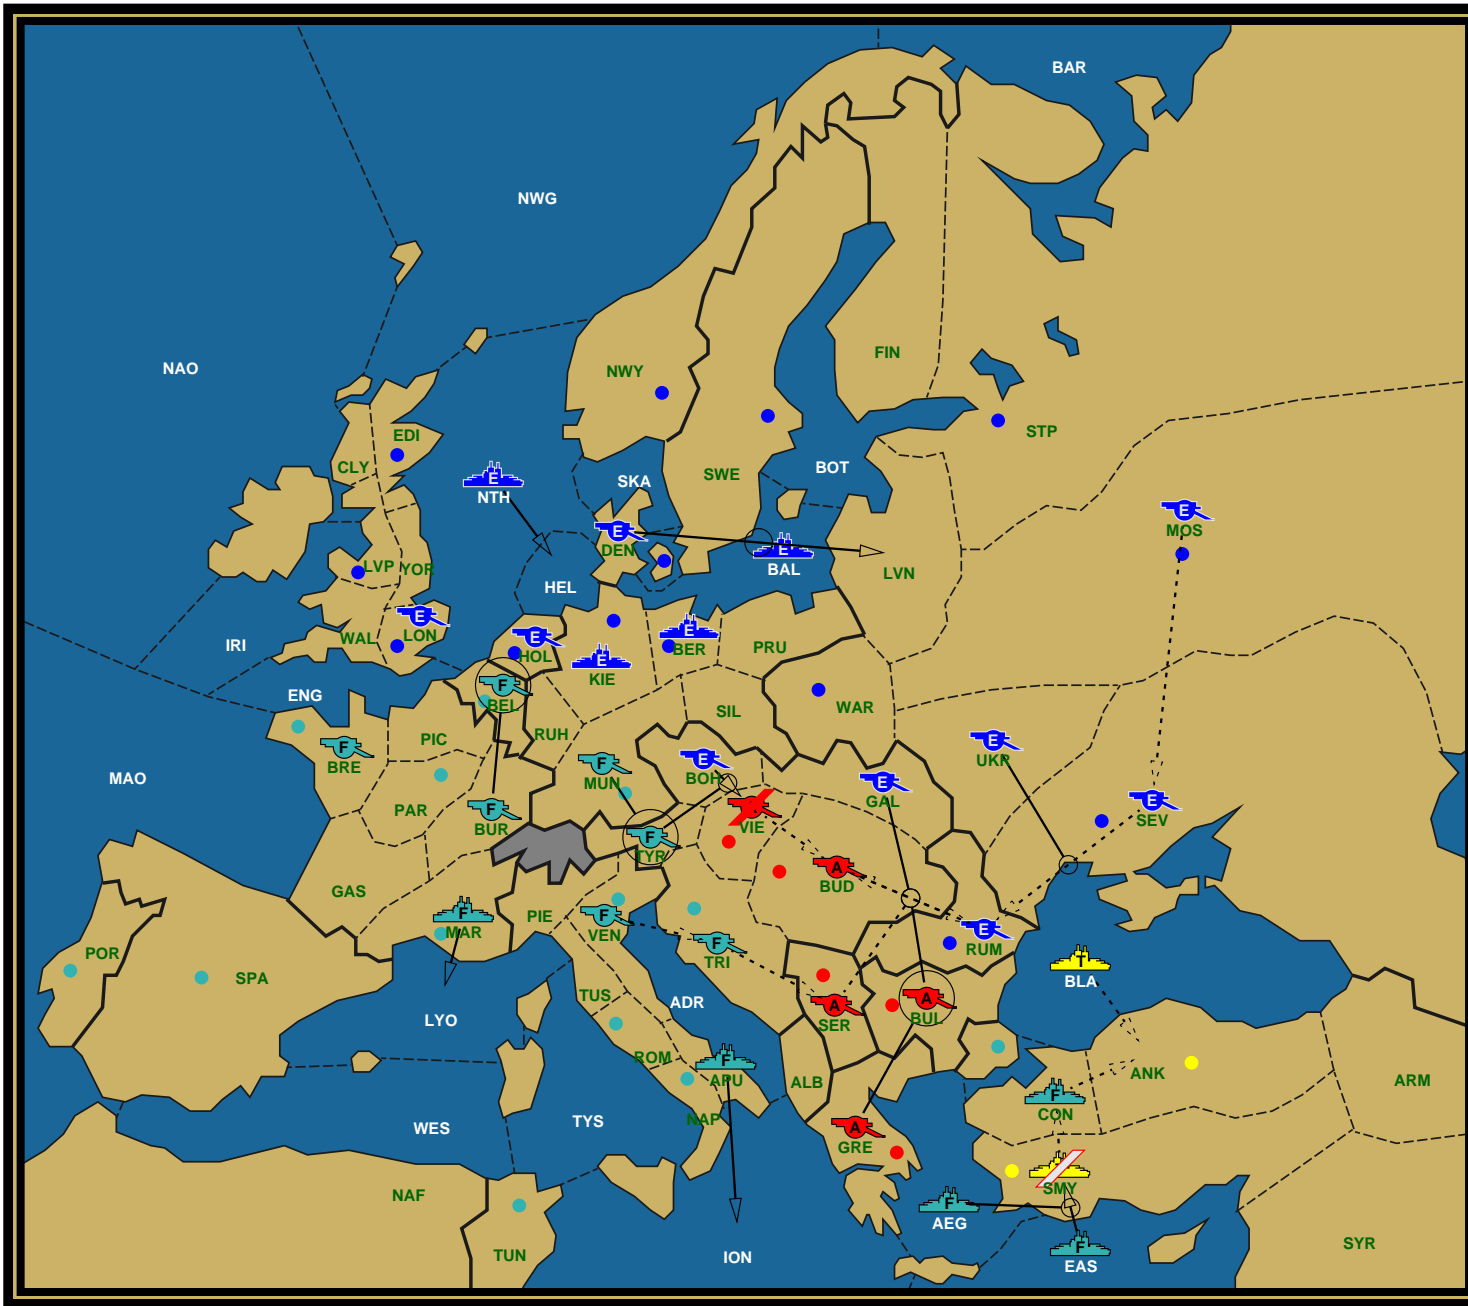 BAR
NWG
NAO
FIN
NWY
EDI
STP
CLY
SWE
BOT
SKA
E
NTH
E
MOS
E
DEN
E
BAL
LVN
LVP
YOR
HEL
E
LON
WAL
IRI
E
HOL
E
BER
PRU
E
KIE
ENG
F
BEL
SIL
WAR
PIC
RUH
F
BRE
E
UKR
F
MUN
E
BOH
MAO
E
GAL
PAR
F
BUR
VIE
E
SEV
F
TYR
A
BUD
GAS
F
MAR
PIE
F
VEN
E
RUM
POR
SPA
F
TRI
T
BLA
TUS
ADR
A
SER
A
BUL
LYO
ROM
F
APU
ALB
ANK
ARM
F
CON
NAP
WES
TYS
A
GRE
NAF
SMY
F
AEG
TUN
ION
F
EAS
SYR